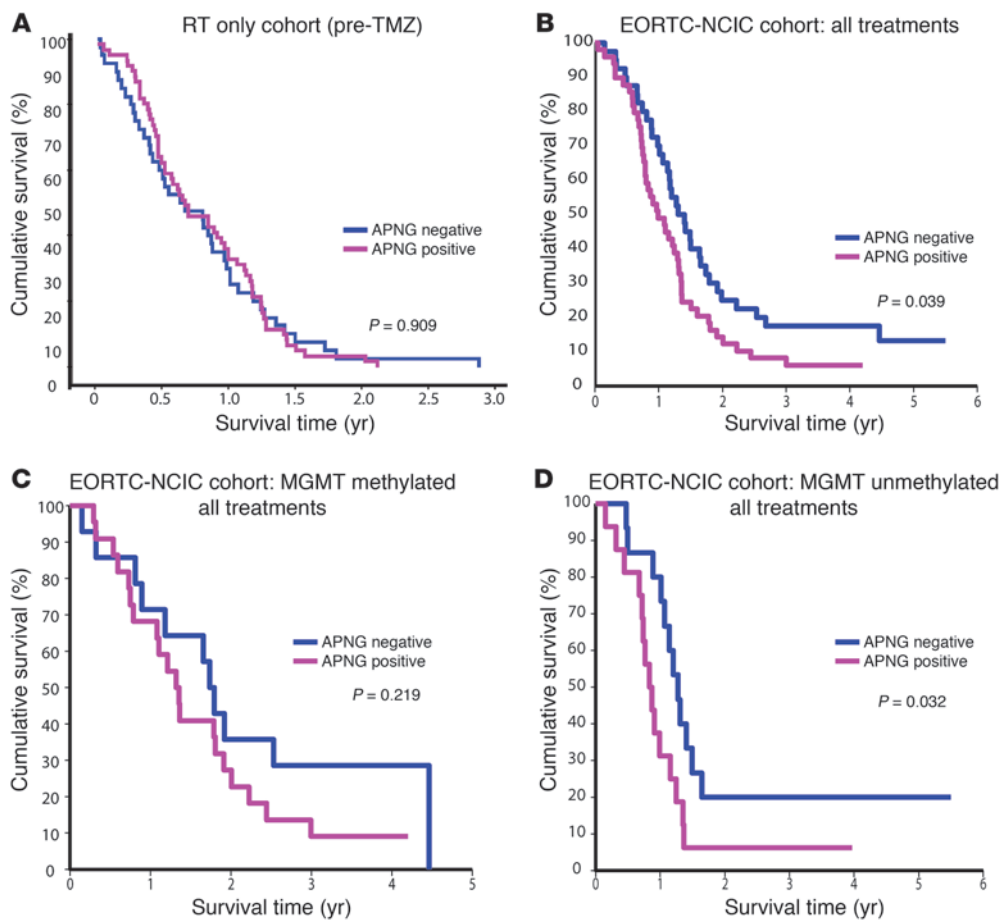 A
RT only cohort (pre-TMZ)
Cumulative survival (%)
100
90
80
70
60
50
40
30
20
10
0
APNG negative
APNG positive
P = 0.909
0 0.5 1.0 1.5 2.0 2.5 3.0
Survival time (yr)
B
EORTC-NCIC cohort: all treatments
Cumulative survival (%)
100
90
80
70
60
50
40
30
20
10
0
APNG negative
APNG positive
P = 0.039
0 1 2 3 4 5 6
Survival time (yr)
C
EORTC-NCIC cohort: MGMT methylated
all treatments
Cumulative survival (%)
100
90
80
70
60
50
40
30
20
10
0
APNG negative
APNG positive
P = 0.219
0 1 2 3 4 5
Survival time (yr)
D
EORTC-NCIC cohort: MGMT unmethylated
all treatments
Cumulative survival (%)
100
90
80
70
60
50
40
30
20
10
0
APNG negative
APNG positive
P = 0.032
0 1 2 3 4 5 6
Survival time (yr)